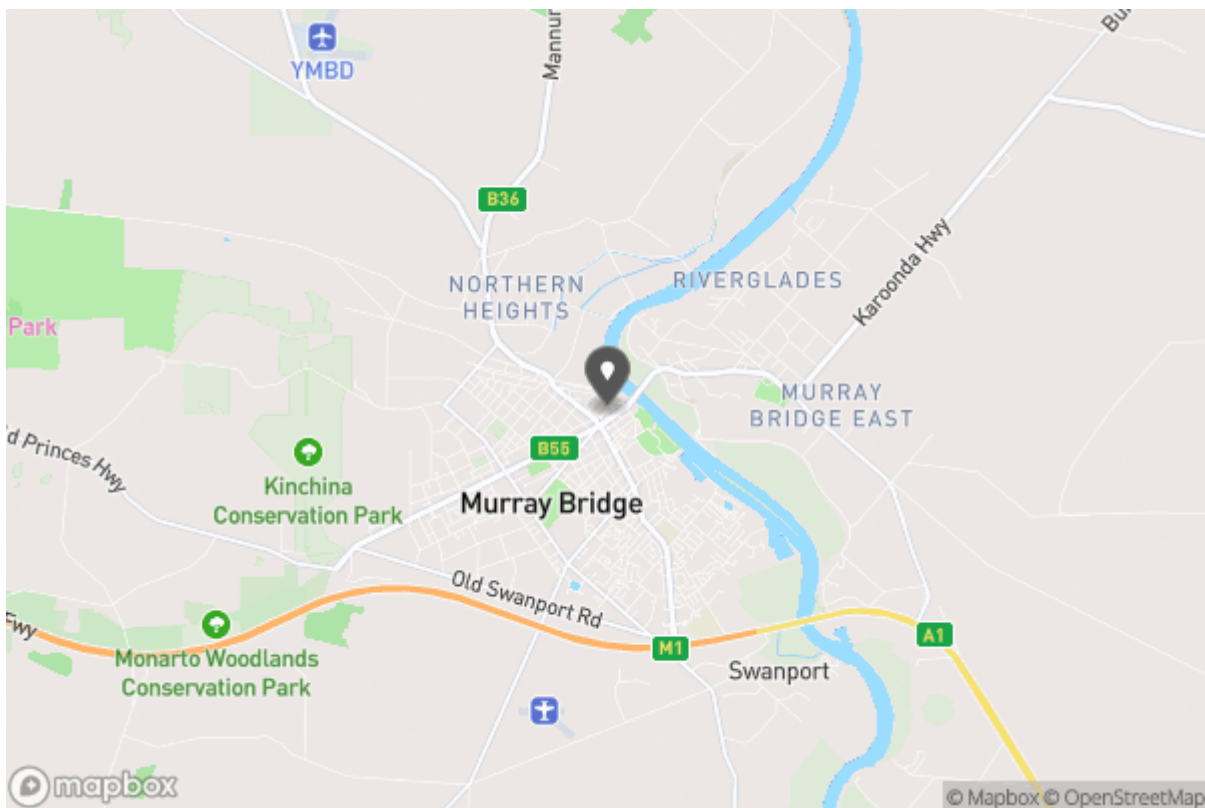 YMBD
Mannur
Bu
B36
NORTHERN
HEIGHTS
RIVERGLADES
Karoonda Hwy
Park
MURRAY
BRIDGE EAST
B55
d Princes Hwy
Kinchina
Conservation Park
Murray Bridge
Old Swanport Rd
Fwy
M1
A1
Monarto Woodlands
Conservation Park
Swanport
mapbox
© Mapbox © OpenStreetMap